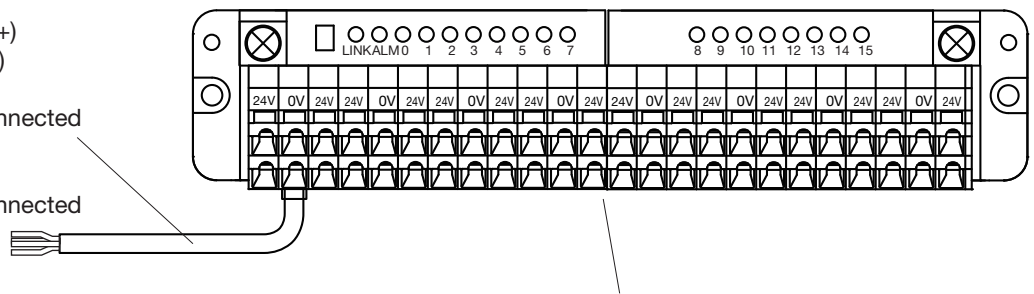 +)
)
nnected
nnected
LINK ALM 0 1 2 3 4 5 6 7 8 9 10 11 12 13 14 15
24V 0V 24V 24V 0V 24V 24V 0V 24V 24V 0V 24V 24V 0V 24V 24V 0V 24V 24V 0V 24V 24V 0V 24V